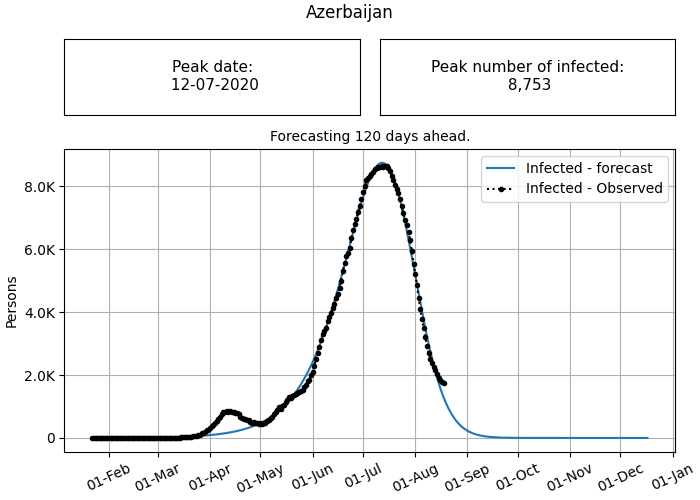 Azerbaijan
Peak date:
12-07-2020
Peak number of infected:
8,753
Forecasting 120 days ahead.
Infected - forecast
Infected - Observed
Persons
8.0K
6.0K
4.0K
2.0K
0
01-Feb
01-Mar
01-Apr
01-May
01-Jun
01-Jul
01-Aug
01-Sep
01-Oct
01-Nov
01-Dec
01-Jan